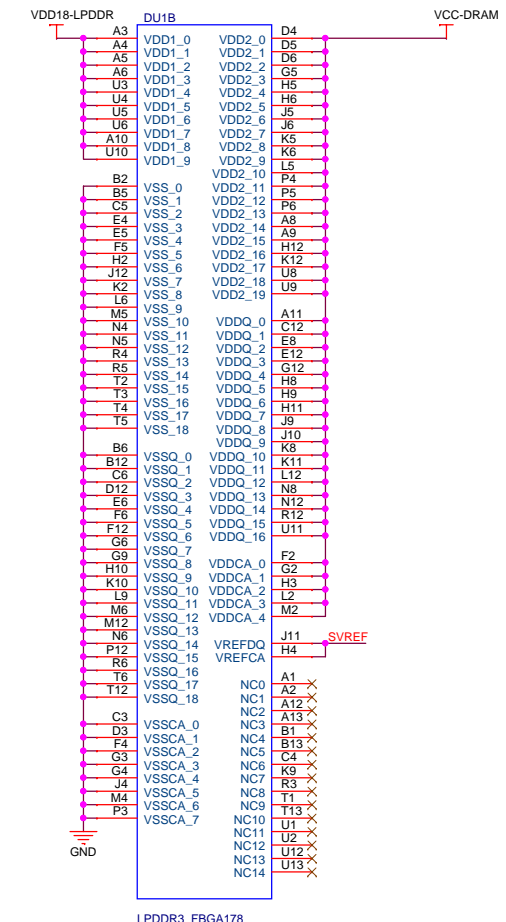 VDD18-LPDDR
DU1B
VCC-DRAM
A3 VDD1_0
A4 VDD1_1
A5 VDD1_2
A6 VDD1_3
U3 VDD1_4
U4 VDD1_5
U5 VDD1_6
U6 VDD1_7
A10 VDD1_8
U10 VDD1_9
B2 VSS_0
B5 VSS_1
C5 VSS_2
E4 VSS_3
E5 VSS_4
F5 VSS_5
H2 VSS_6
J12 VSS_7
K2 VSS_8
L6 VSS_9
M5 VSS_10
N4 VSS_11
N5 VSS_12
R4 VSS_13
R5 VSS_14
T2 VSS_15
T3 VSS_16
T4 VSS_17
T5 VSS_18
B6 VSSQ_0
B12 VSSQ_1
C6 VSSQ_2
D12 VSSQ_3
E6 VSSQ_4
F6 VSSQ_5
F12 VSSQ_6
G6 VSSQ_7
G9 VSSQ_8
H10 VSSQ_9
K10 VSSQ_10
L9 VSSQ_11
M6 VSSQ_12
M12 VSSQ_13
N6 VSSQ_14
P12 VSSQ_15
R6 VSSQ_16
T6 VSSQ_17
T12 VSSQ_18
C3 VSSCA_0
D3 VSSCA_1
F4 VSSCA_2
G3 VSSCA_3
G4 VSSCA_4
J4 VSSCA_5
M4 VSSCA_6
P3 VSSCA_7
GND
VDD2_0 D4
VDD2_1 D5
VDD2_2 D6
VDD2_3 G5
VDD2_4 H5
VDD2_5 H6
VDD2_6 J5
VDD2_7 J6
VDD2_8 K5
VDD2_9 K6
VDD2_10 L5
VDD2_11 P4
VDD2_12 P5
VDD2_13 P6
VDD2_14 A8
VDD2_15 A9
VDD2_16 H12
VDD2_17 K12
VDD2_18 U8
VDD2_19 U9
VDDQ_0 A11
VDDQ_1 C12
VDDQ_2 E8
VDDQ_3 E12
VDDQ_4 G12
VDDQ_5 H8
VDDQ_6 H9
VDDQ_7 H11
VDDQ_8 J9
VDDQ_9 J10
VDDQ_10 K8
VDDQ_11 K11
VDDQ_12 L12
VDDQ_13 N8
VDDQ_14 N12
VDDQ_15 R12
VDDQ_16 U11
VDDCA_0 F2
VDDCA_1 G2
VDDCA_2 H3
VDDCA_3 L2
VDDCA_4 M2
VREFDQ J11 SVREF
VREFCA H4
NC0 A1
NC1 A2
NC2 A12
NC3 A13
NC4 B1
NC5 B13
NC6 C4
NC7 K9
NC8 R3
NC9 T1
NC10 T13
NC11 U1
NC12 U2
NC13 U12
NC14 U13
LPDDR3_FBGA178